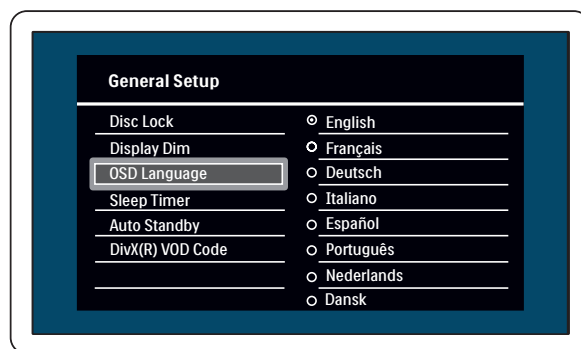 General Setup
Disc Lock
Display Dim
OSD Language
Sleep Timer
Auto Standby
DivX(R) VOD Code
English
Français
Deutsch
Italiano
Español
Português
Nederlands
Dansk